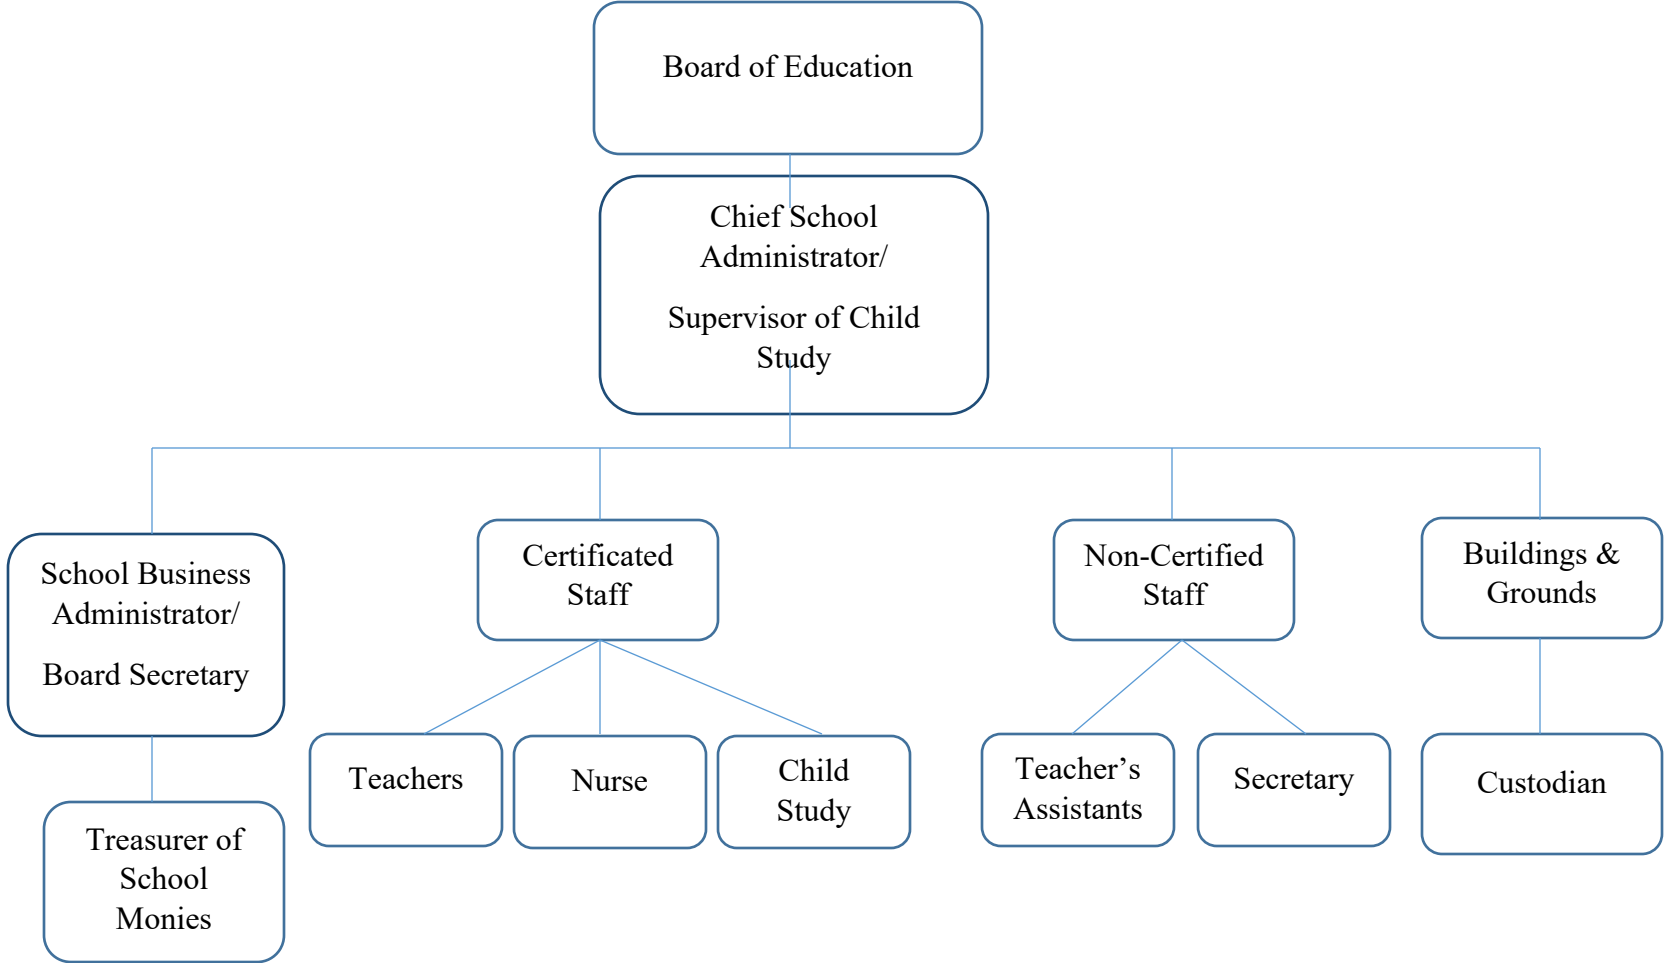 Board of Education
Chief School
Administrator/
Supervisor of Child
Study
School Business
Administrator/
Board Secretary
Certificated
Staff
Non-Certified
Staff
Buildings &
Grounds
Teachers
Nurse
Child
Study
Teacher’s
Assistants
Secretary
Custodian
Treasurer of
School
Monies